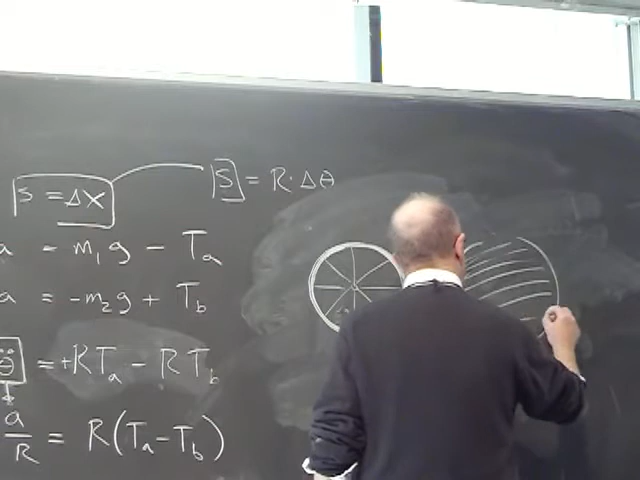 s = Δx
s = R · Δθ
a = m₁g − Tₐ
a = -m₂g + T_b
θ̈ = +RTₐ − RT_b
a/R = R(Tₐ−T_b)